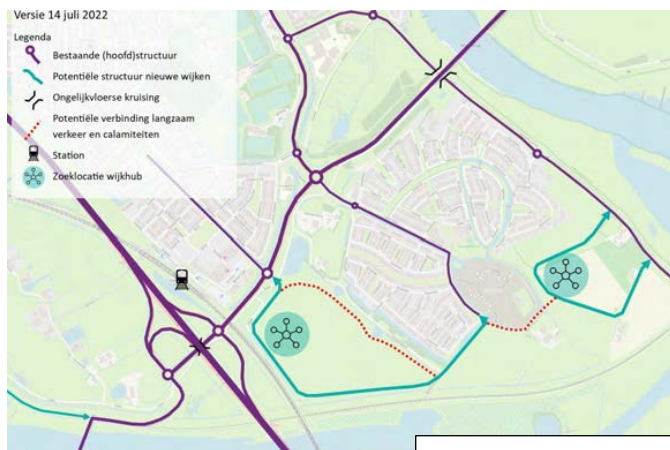 Versie 14 juli 2022
Legenda
Bestaande (hoofd)structuur
Potentiële structuur nieuwe wijken
Ongelijkvloerse kruising
Potentiële verbinding langzaam
verkeer en calamiteiten
Station
Zoeklocatie wijkhub